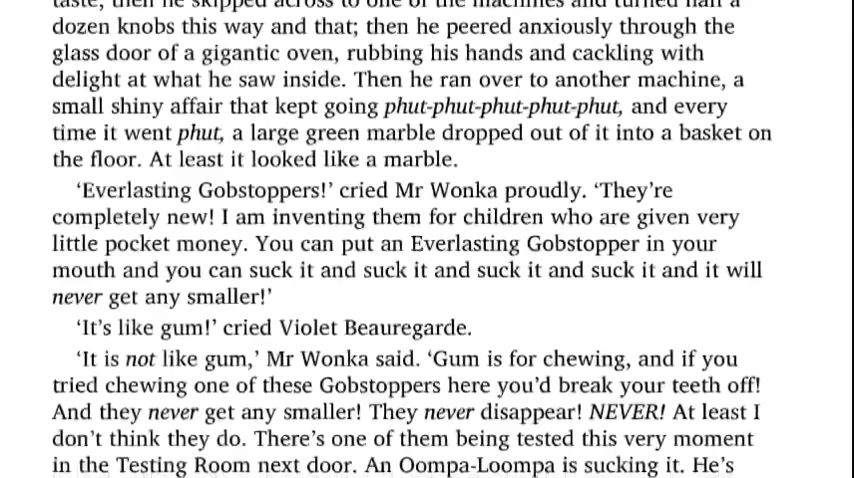 taste, then he skipped across to one of the machines and turned half a
dozen knobs this way and that; then he peered anxiously through the
glass door of a gigantic oven, rubbing his hands and cackling with
delight at what he saw inside. Then he ran over to another machine, a
small shiny affair that kept going phut-phut-phut-phut-phut, and every
time it went phut, a large green marble dropped out of it into a basket on
the floor. At least it looked like a marble.
‘Everlasting Gobstoppers!’ cried Mr Wonka proudly. ‘They’re
completely new! I am inventing them for children who are given very
little pocket money. You can put an Everlasting Gobstopper in your
mouth and you can suck it and suck it and suck it and suck it and it will
never get any smaller!’
‘It’s like gum!’ cried Violet Beauregarde.
‘It is not like gum,’ Mr Wonka said. ‘Gum is for chewing, and if you
tried chewing one of these Gobstoppers here you’d break your teeth off!
And they never get any smaller! They never disappear! NEVER! At least I
don’t think they do. There’s one of them being tested this very moment
in the Testing Room next door. An Oompa-Loompa is sucking it. He’s